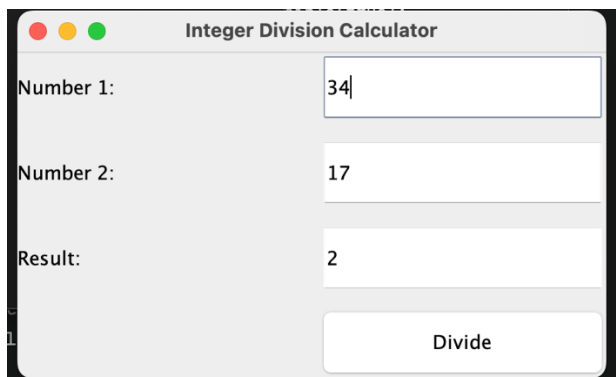 Integer Division Calculator
Number 1: 34
Number 2: 17
Result: 2
Divide